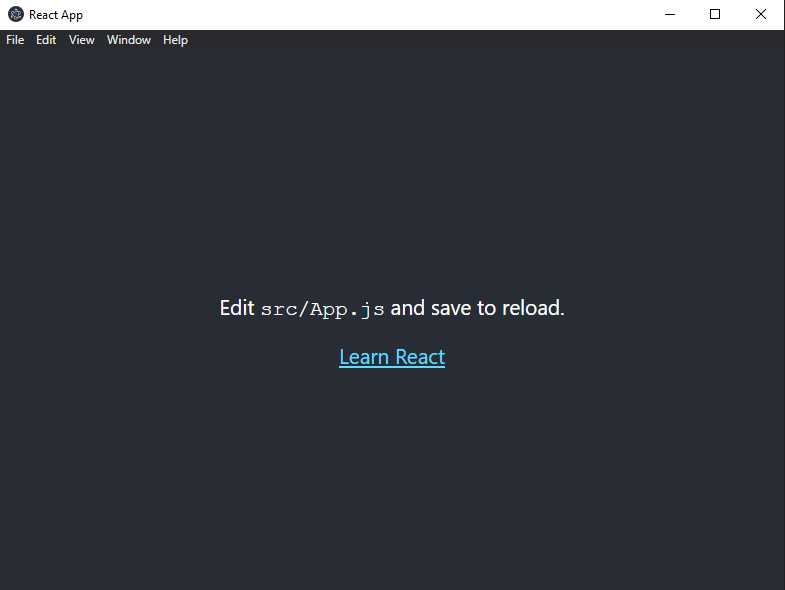 React App
File Edit View Window Help
Edit src/App.js and save to reload.
Learn React